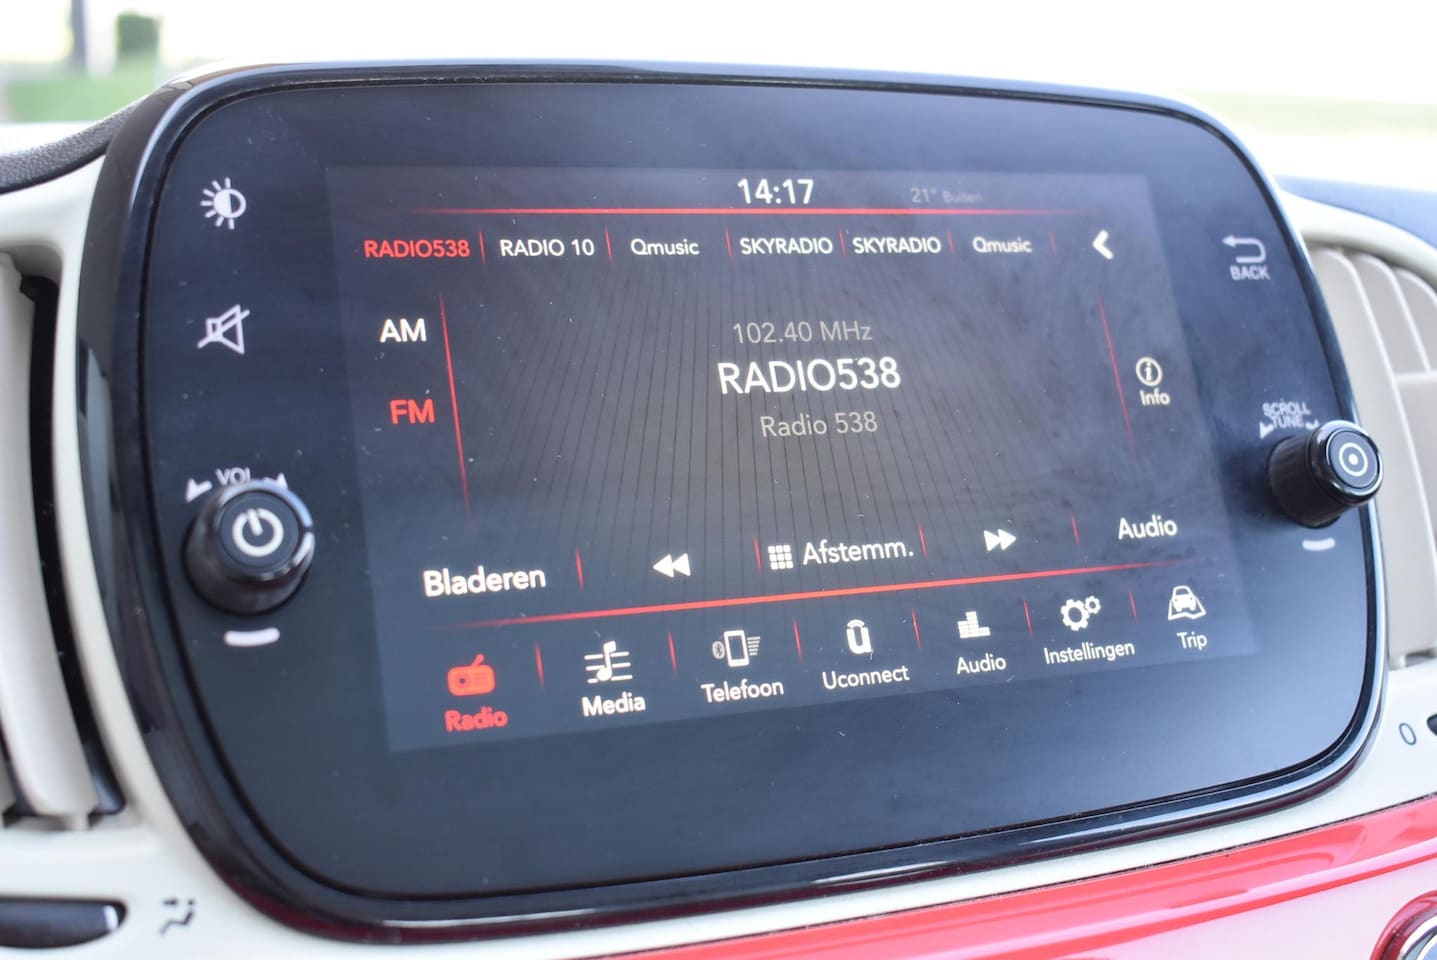 14:17 21° Buiten
RADIO538 RADIO 10 Qmusic SKYRADIO SKYRADIO Qmusic
BACK
AM
102.40 MHz
RADIO538
Radio 538
FM
Info
SCROLL
TUNE
VOL
Bladeren Afstemm. Audio
Radio Media Telefoon Uconnect Audio Instellingen Trip
0